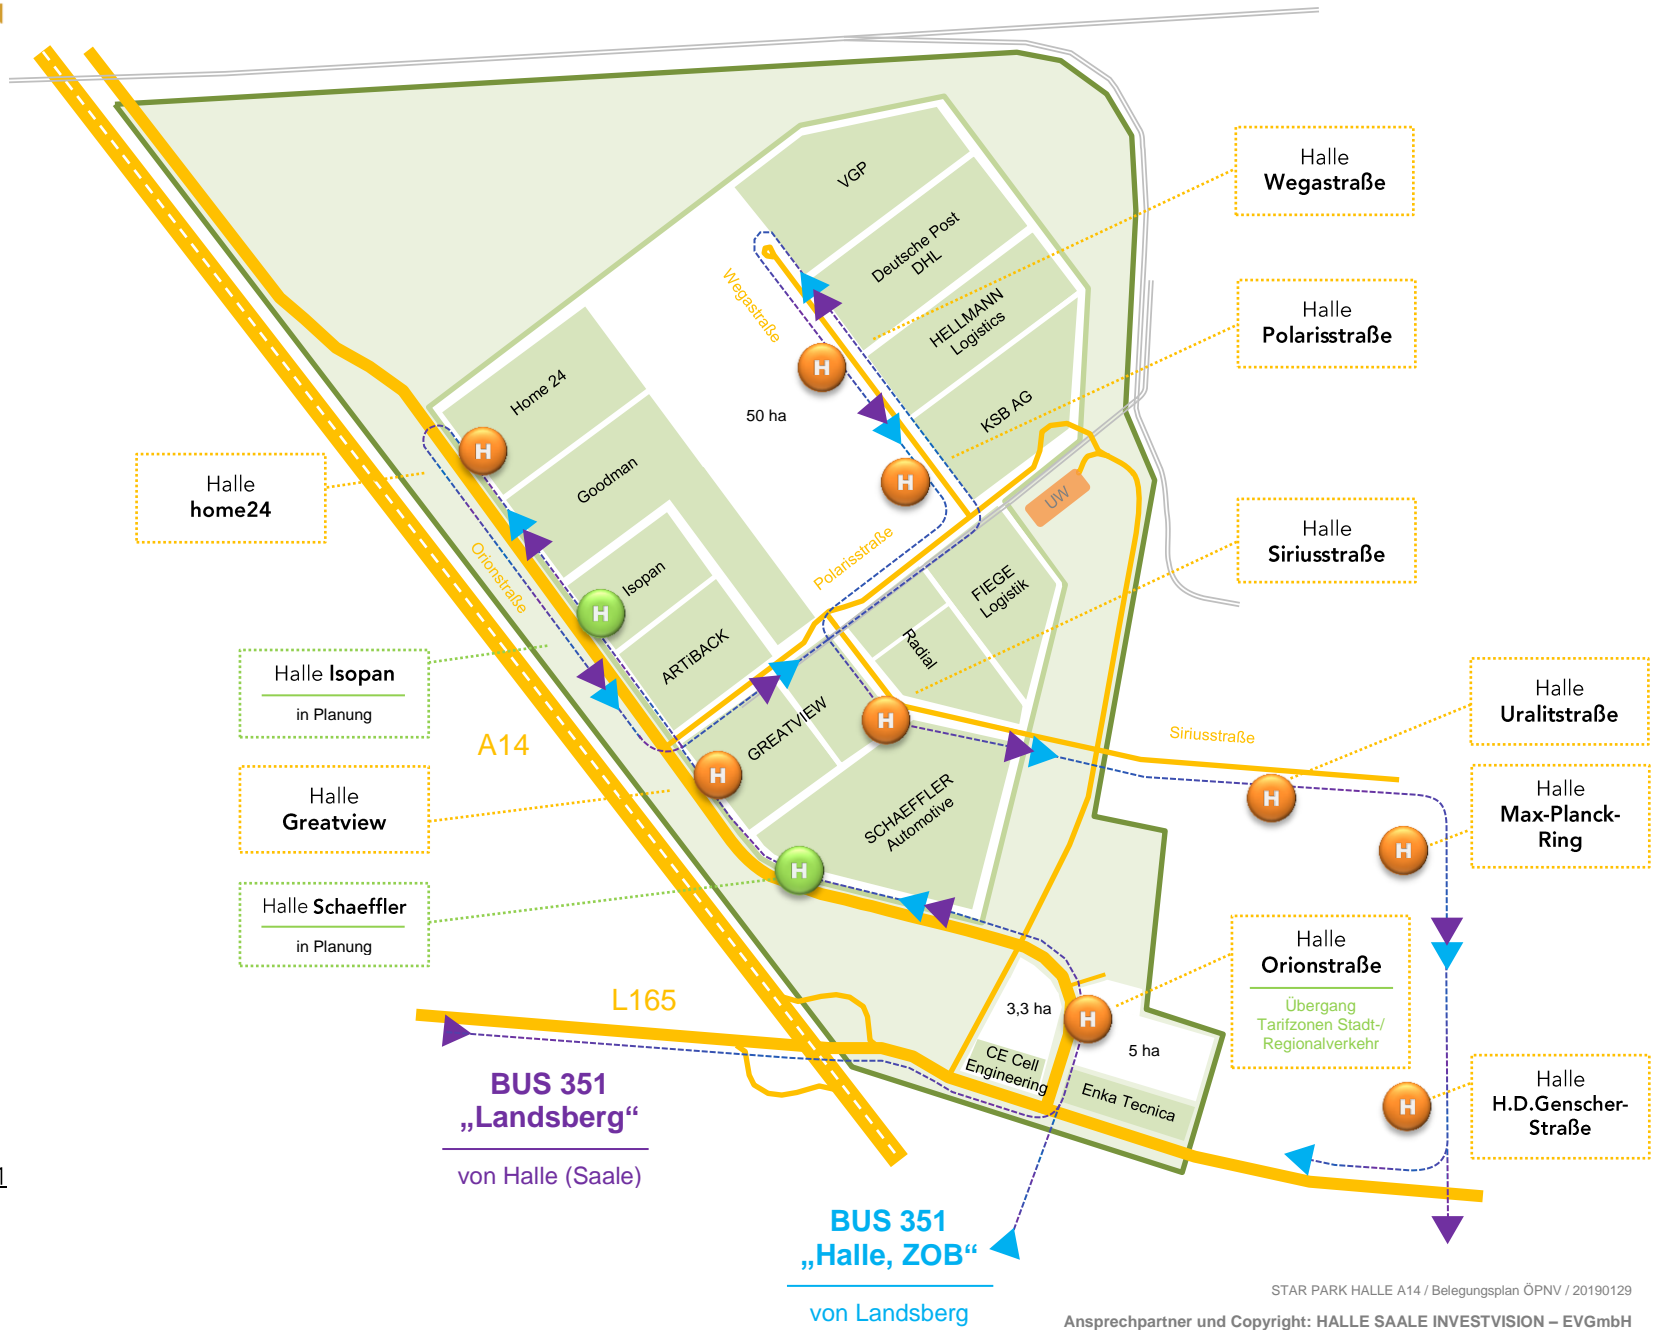 VGP
Deutsche Post
DHL
HELLMANN
Logistics
KSB AG
Halle
Wegastraße
Halle
Polarisstraße
Halle
Siriusstraße
Wegastraße
H
50 ha
H
Home 24
H
Goodman
Halle
home24
Orionstraße
Isopan
H
ARTiBACK
Polarisstraße
UW
FIEGE
Logistik
Radial
Halle Isopan
in Planung
A14
Halle
Greatview
H
GREATVIEW
H
Siriusstraße
SCHAEFFLER
Automotive
Halle Schaeffler
in Planung
H
Halle
Uralitstraße
H
Halle
Max-Planck-
Ring
H
Halle
Orionstraße
Übergang
Tarifzonen Stadt-/
Regionalverkehr
L165
3,3 ha
H
5 ha
CE Cell
Engineering
Enka Tecnica
H
Halle
H.D.Genscher-
Straße
BUS 351
„Landsberg“
von Halle (Saale)
BUS 351
„Halle, ZOB“
von Landsberg
STAR PARK HALLE A14 / Belegungsplan ÖPNV / 20190129
Ansprechpartner und Copyright: HALLE SAALE INVESTVISION – EVGmbH